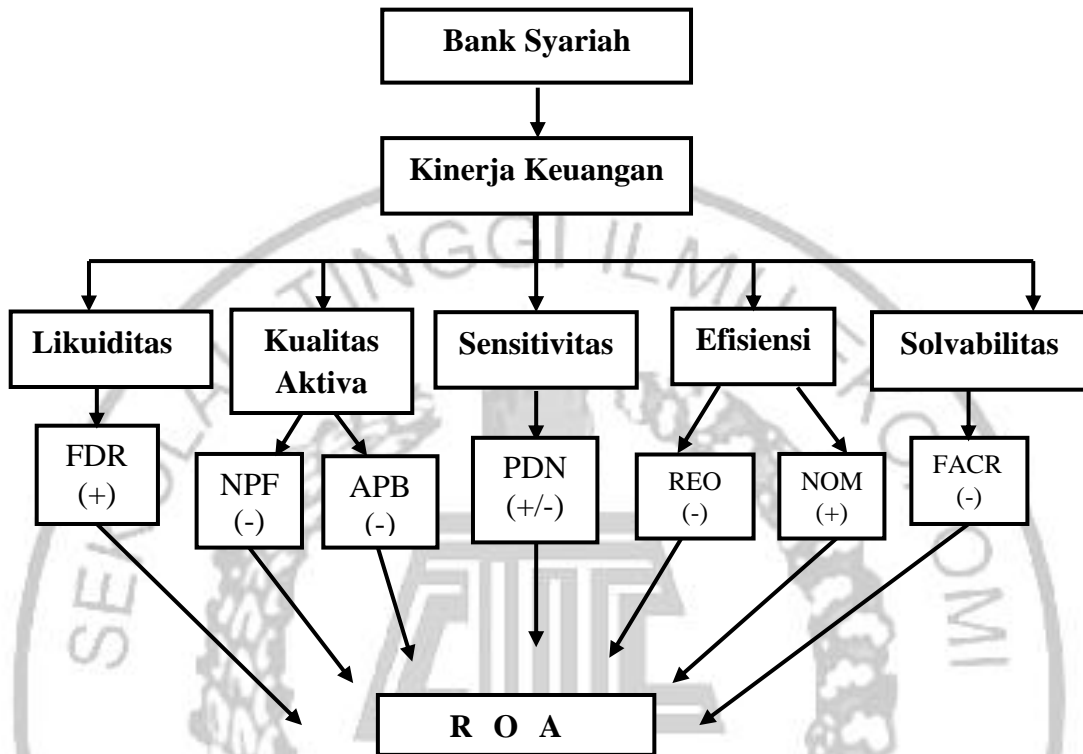 Bank Syariah
Kinerja Keuangan
Likuiditas
Kualitas
Aktiva
Sensitivitas
Efisiensi
Solvabilitas
FDR
(+)
NPF
(-)
APB
(-)
PDN
(+/-)
REO
(-)
NOM
(+)
FACR
(-)
R O A